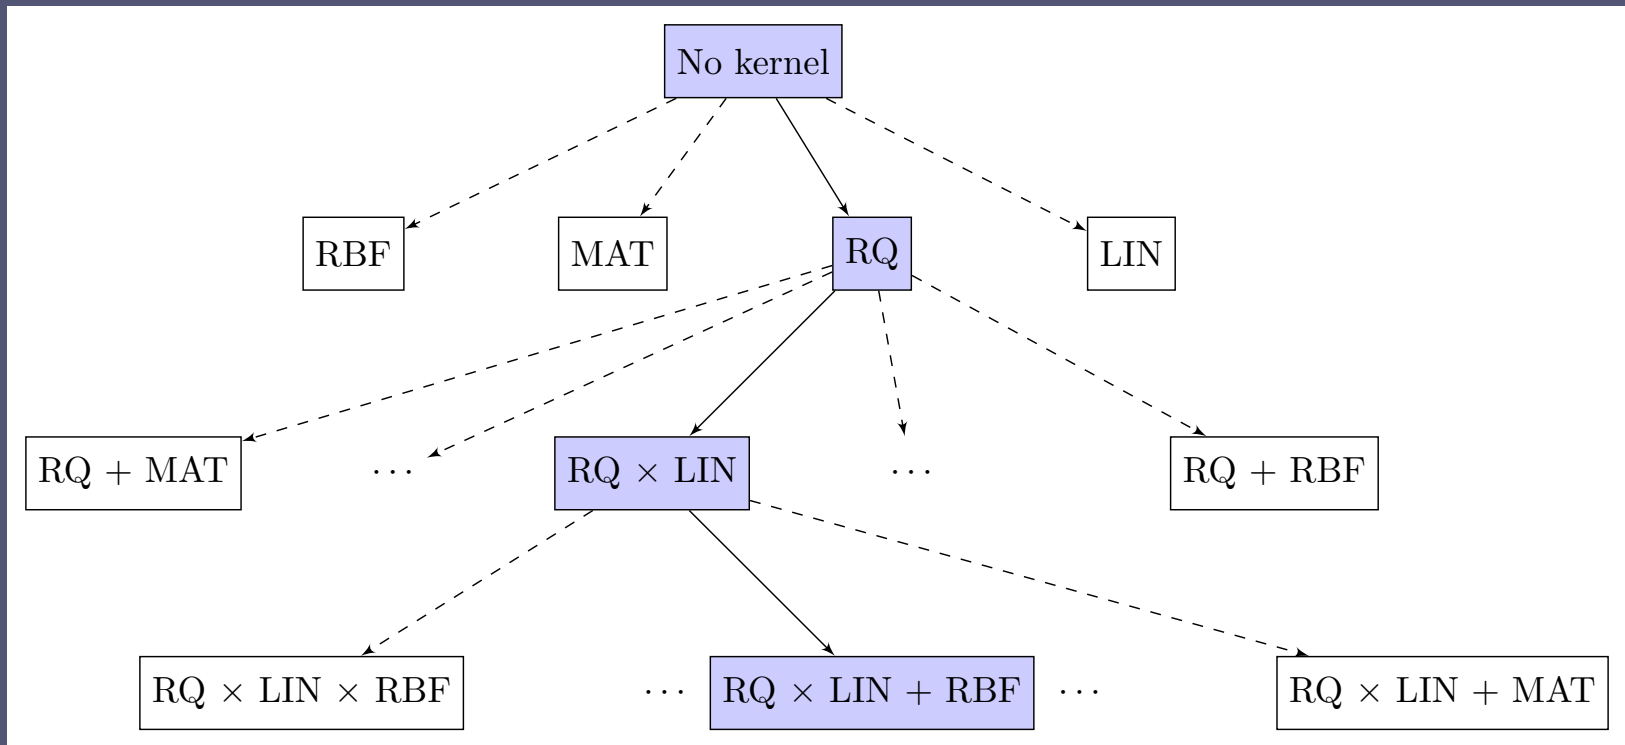 No kernel
RBF
MAT
RQ
LIN
RQ + MAT
· · ·
RQ × LIN
· · ·
RQ + RBF
RQ × LIN × RBF
· · ·
RQ × LIN + RBF
· · ·
RQ × LIN + MAT